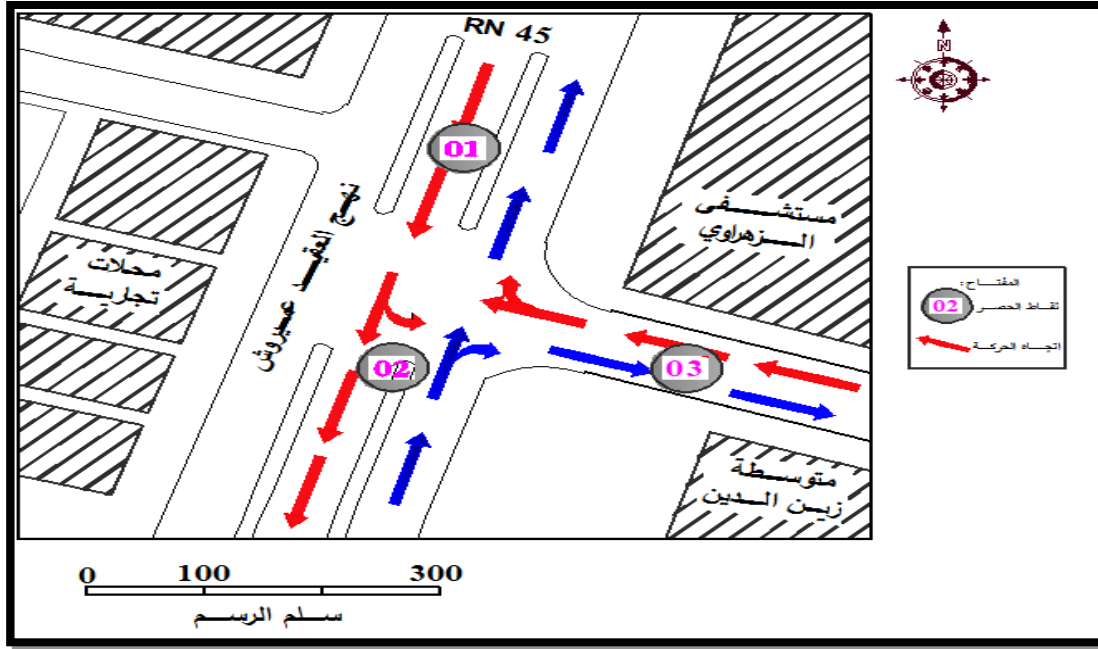 RN 45
N
01
نهج العقيد عميروش
مستشفى
الزهراوي
محلات
تجارية
02
03
متوسطة
زين الدين
المفتاح:
نقاط الحصر
02
اتجاه الحركة
0 100 300
سلم الرسم